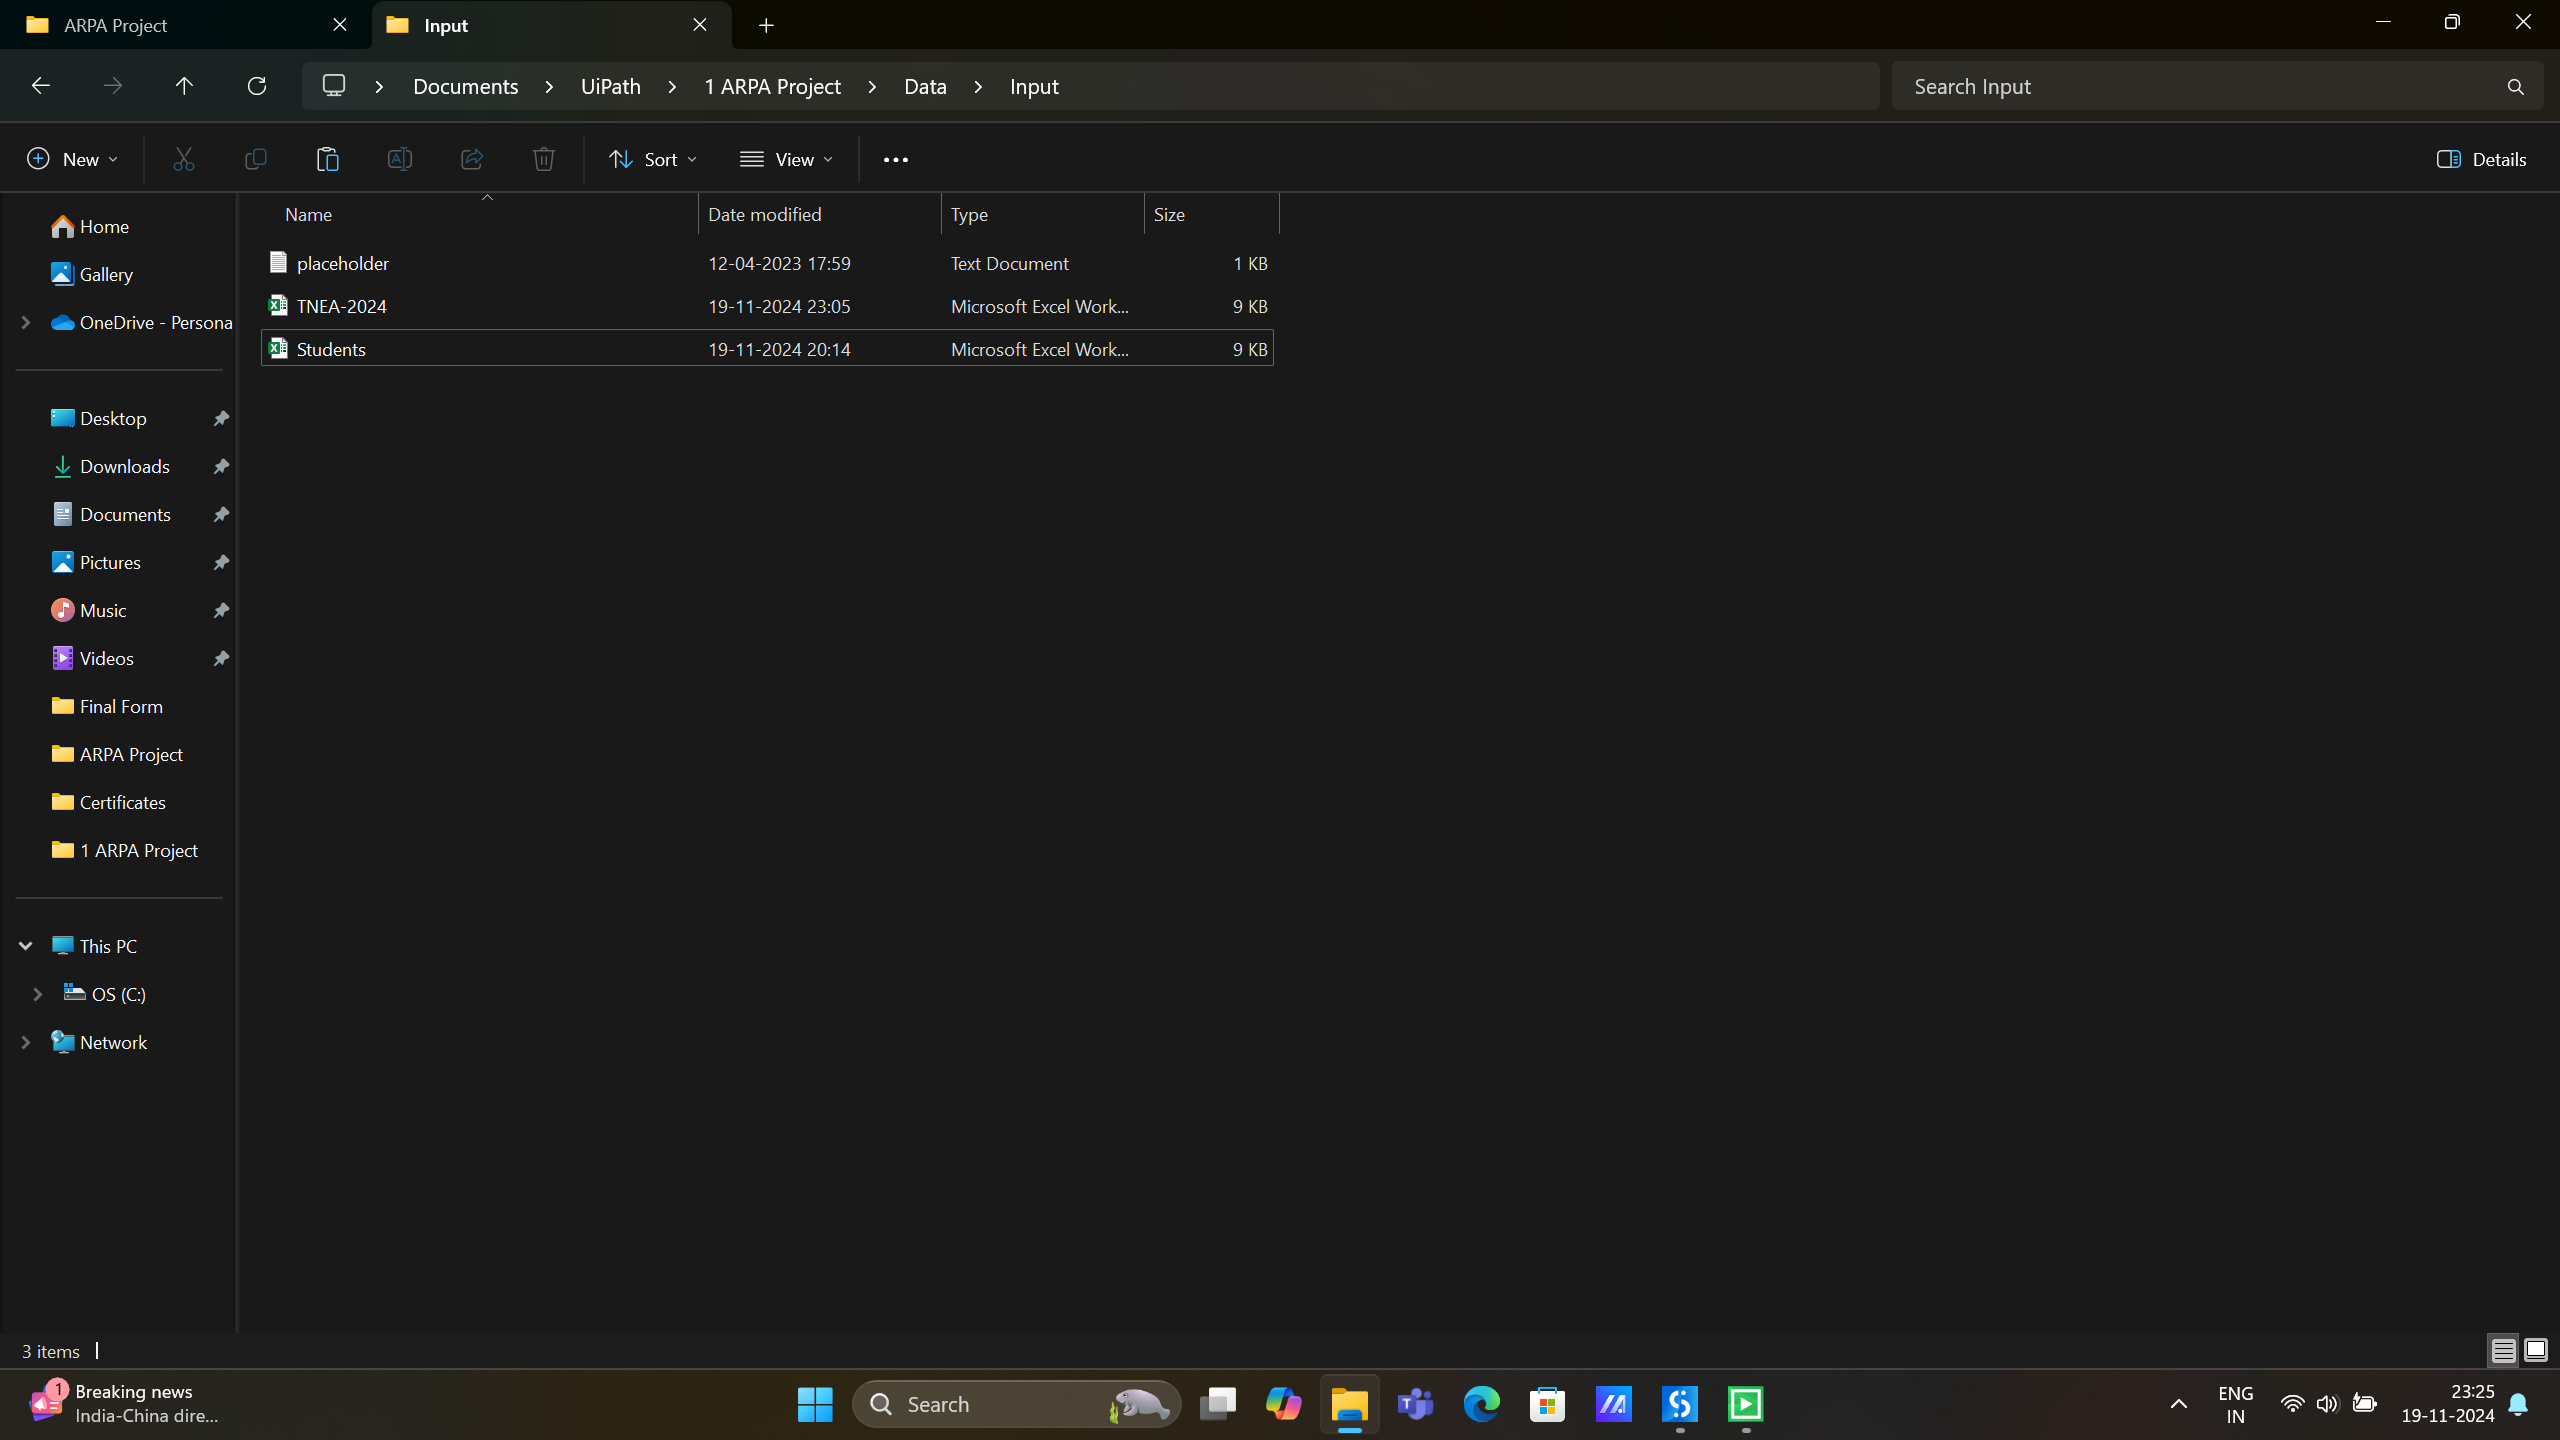 ARPA Project
Input
Documents
UiPath
1 ARPA Project
Data
Input
Search Input
New
Sort
View
Details
Name
Date modified
Type
Size
placeholder
12-04-2023 17:59
Text Document
1 KB
TNEA-2024
19-11-2024 23:05
Microsoft Excel Work...
9 KB
Students
19-11-2024 20:14
Microsoft Excel Work...
9 KB
Home
Gallery
OneDrive - Persona
Desktop
Downloads
Documents
Pictures
Music
Videos
Final Form
ARPA Project
Certificates
1 ARPA Project
This PC
OS (C:)
Network
3 items
1
Breaking news
India-China dire...
Search
ENG
IN
23:25
19-11-2024